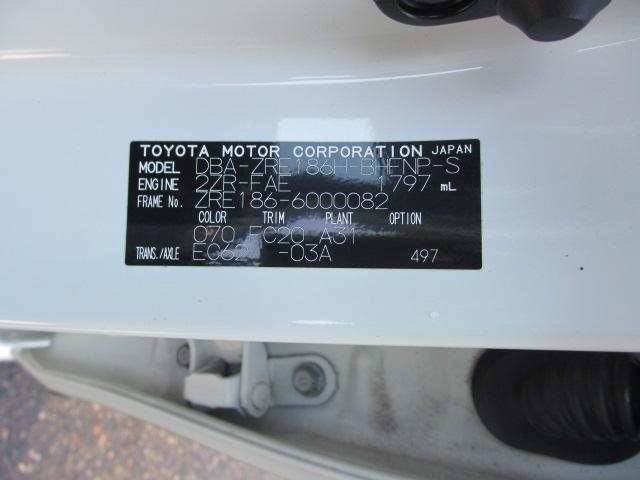 TOYOTA MOTOR CORPORATION JAPAN
MODEL DBA-ZRE186H-BHFNP-S
ENGINE 2ZR-FAE 1797 mL
FRAME No. ZRE186-6000082
COLOR TRIM PLANT OPTION
070 FC20 A31
TRANS./AXLE EC62 -03A 497